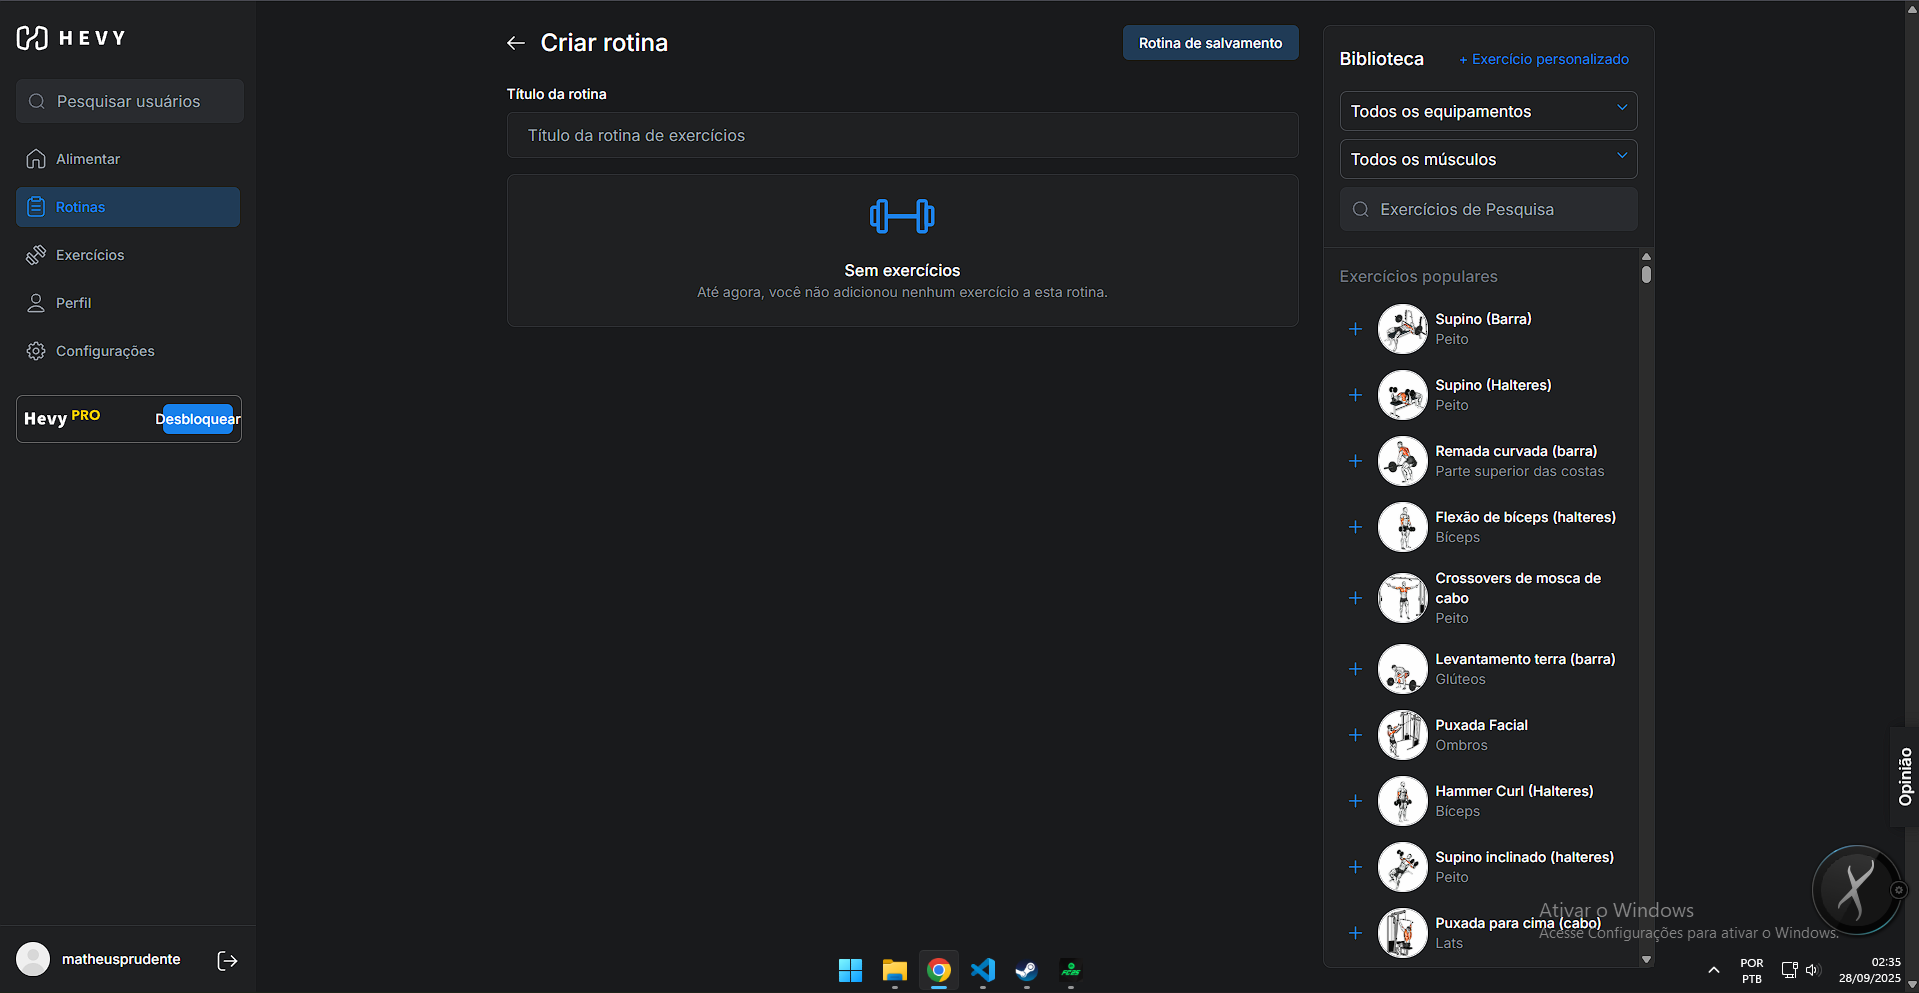 HEVY
Pesquisar usuários
Alimentar
Rotinas
Exercícios
Perfil
Configurações
Hevy PRO
Desbloquear
matheusprudente
Criar rotina
Rotina de salvamento
Título da rotina
Título da rotina de exercícios
Sem exercícios
Até agora, você não adicionou nenhum exercício a esta rotina.
Biblioteca
+ Exercício personalizado
Todos os equipamentos
Todos os músculos
Exercícios de Pesquisa
Exercícios populares
Supino (Barra)
Peito
Supino (Halteres)
Peito
Remada curvada (barra)
Parte superior das costas
Flexão de bíceps (halteres)
Bíceps
Crossovers de mosca de
cabo
Peito
Levantamento terra (barra)
Glúteos
Puxada Facial
Ombros
Hammer Curl (Halteres)
Bíceps
Supino inclinado (halteres)
Peito
Puxada para cima (cabo)
Lats
Opinião
Ativar o Windows
Acesse Configurações para ativar o Windows.
POR
PTB
02:35
28/09/2025